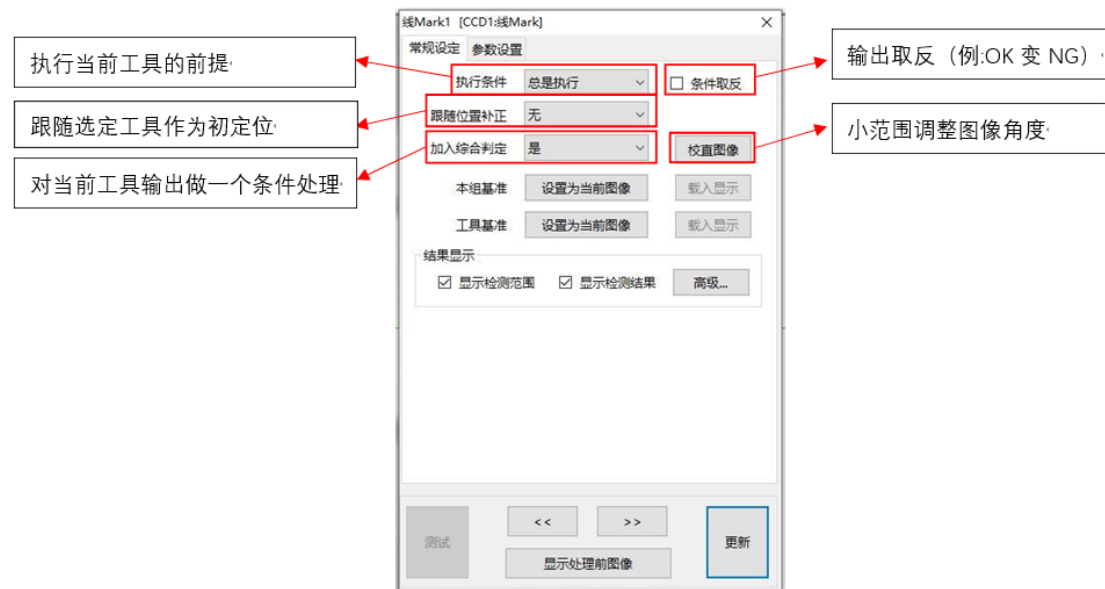 线Mark1 [CCD1:线Mark]
常规设定 参数设置
执行当前工具的前提
执行条件 总是执行 条件取反
输出取反（例:OK 变 NG）
跟随选定工具作为初定位
跟随位置补正 无
小范围调整图像角度
加入综合判定 是 校直图像
对当前工具输出做一个条件处理
本组基准 设置为当前图像 载入显示
工具基准 设置为当前图像 载入显示
结果显示
显示检测范围 显示检测结果 高级...
<< >>
测试 更新
显示处理前图像